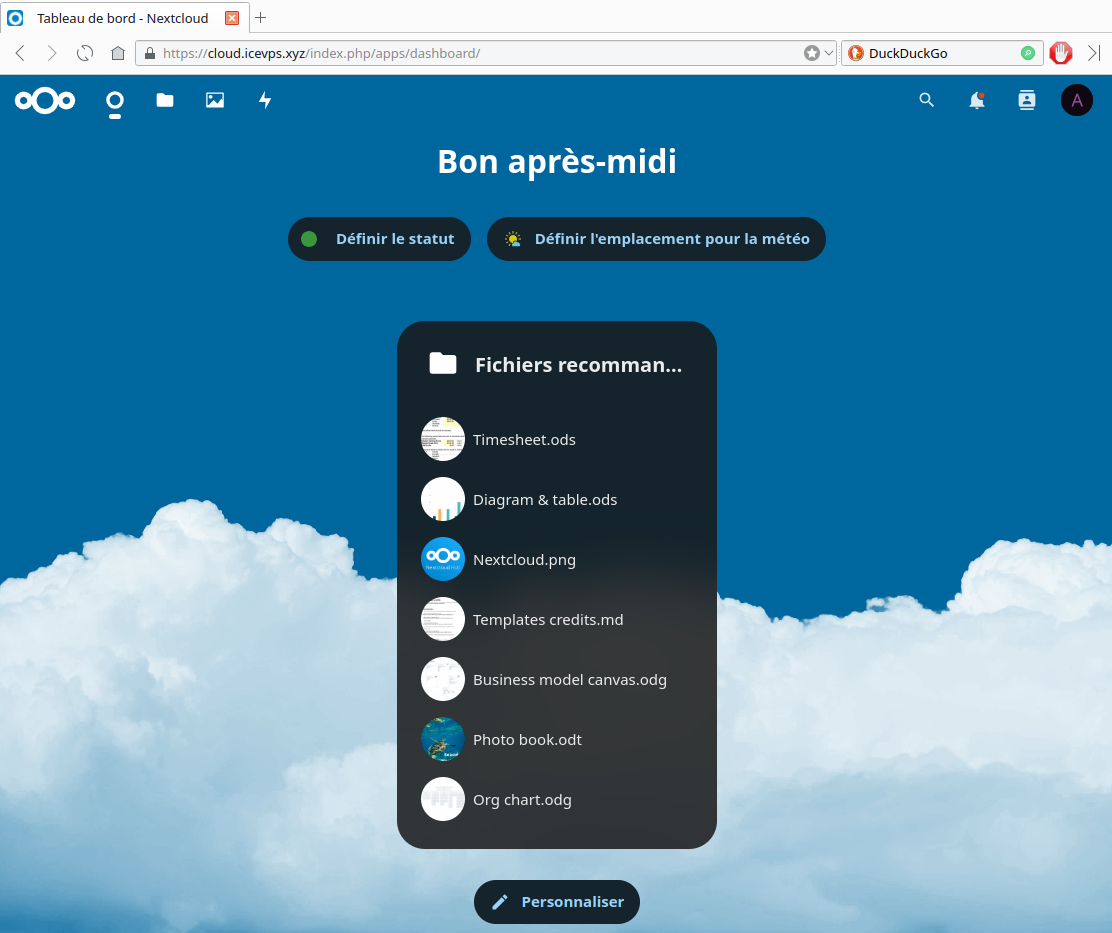 Tableau de bord - Nextcloud
https://cloud.icevps.xyz/index.php/apps/dashboard/
DuckDuckGo
A
Bon après-midi
Définir le statut
Définir l'emplacement pour la météo
Fichiers recomman...
Timesheet.ods
Diagram & table.ods
Nextcloud.png
Templates credits.md
Business model canvas.odg
Photo book.odt
Org chart.odg
Personnaliser